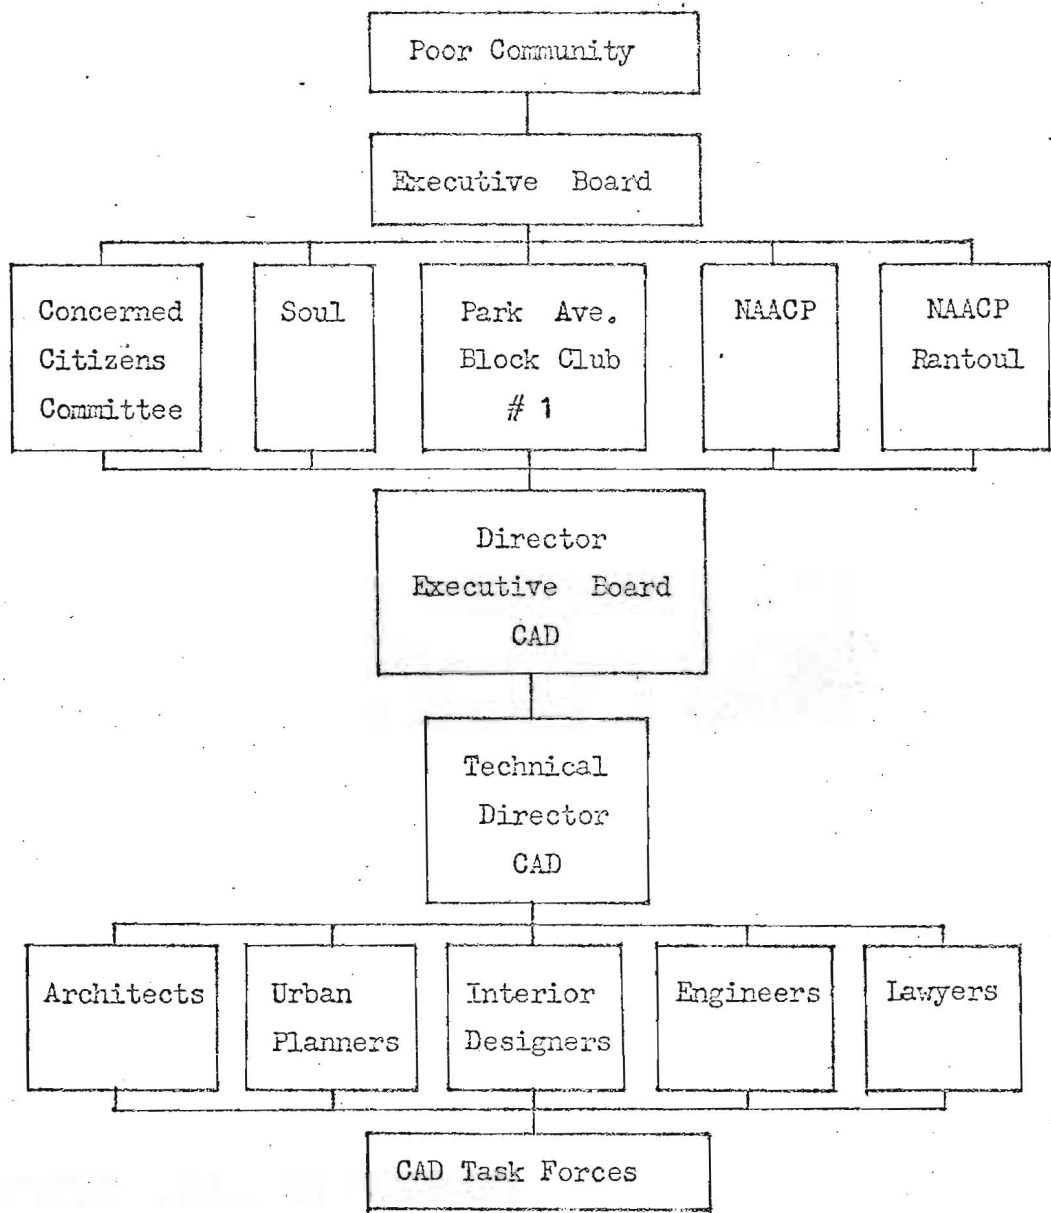 Poor Community
Executive Board
Concerned
Citizens
Committee
Soul
Park Ave.
Block Club
# 1
NAACP
NAACP
Rantoul
Director
Executive Board
CAD
Technical
Director
CAD
Architects
Urban
Planners
Interior
Designers
Engineers
Lawyers
CAD Task Forces